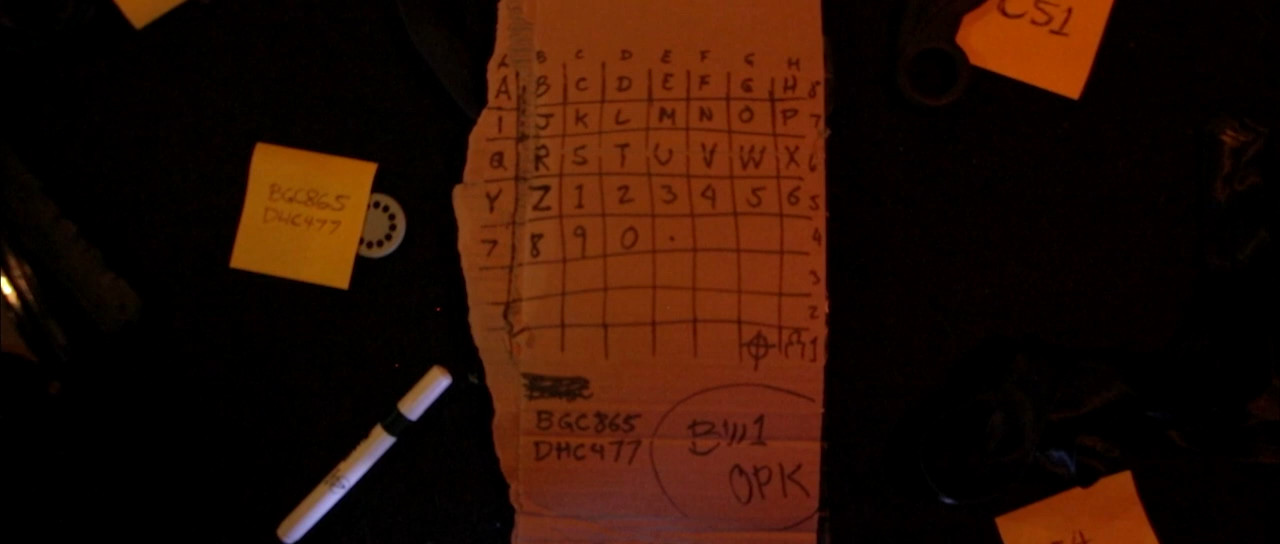 C51
A B C D E F G H
A B C D E F G H 8
I J K L M N O P 7
Q R S T U V W X 6
Y Z 1 2 3 4 5 6 5
7 8 9 0 . 4
3
2
1
BGC865
DHC477
BGC865
DHC477
OPK